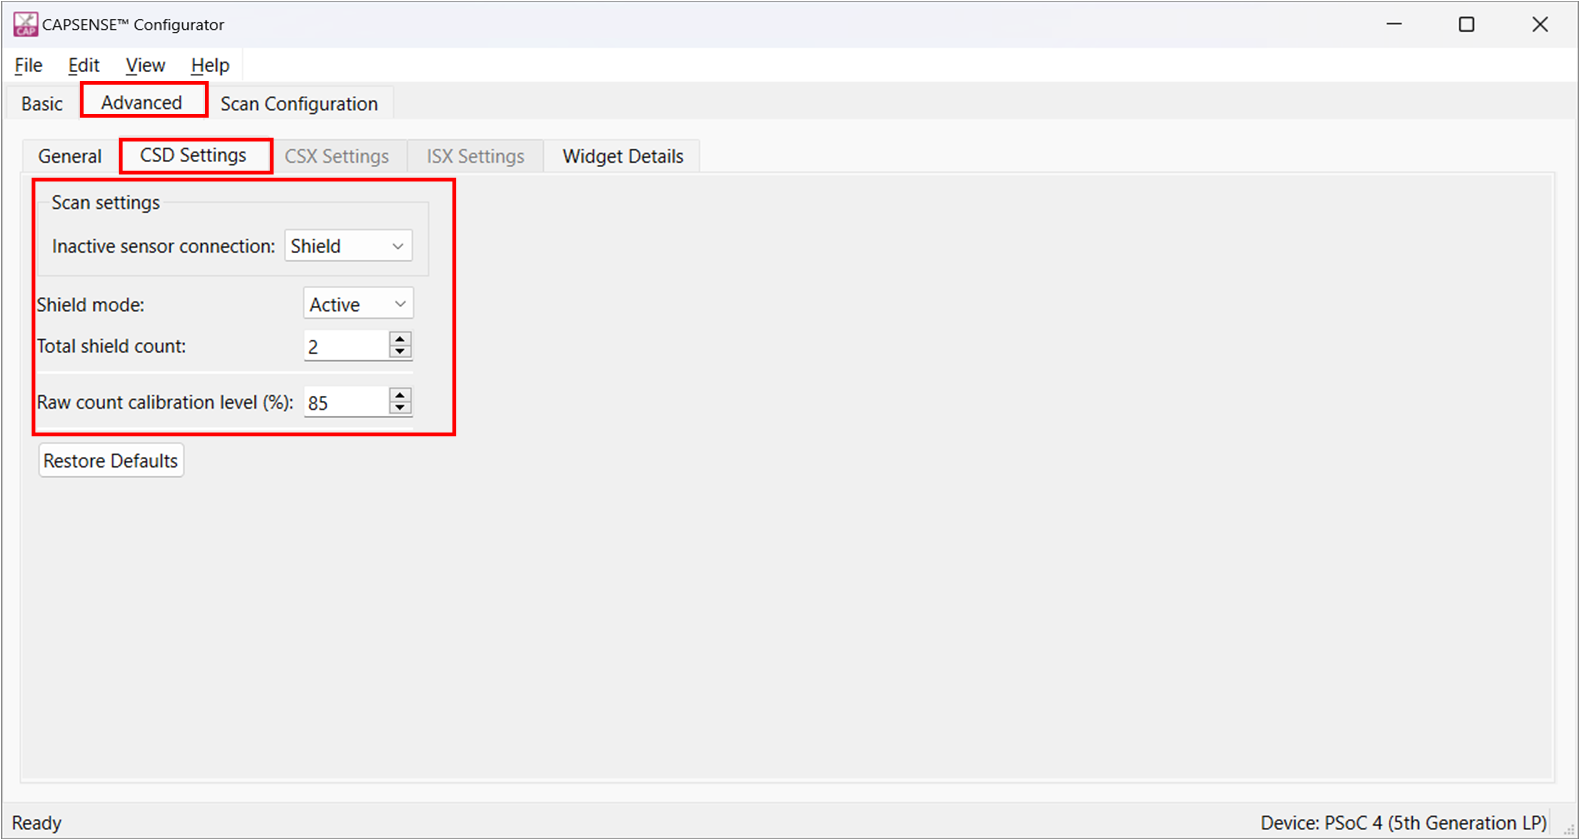 CAPSENSE™ Configurator
File Edit View Help
Basic Advanced Scan Configuration
General CSD Settings CSX Settings ISX Settings Widget Details
Scan settings
Inactive sensor connection: Shield
Shield mode: Active
Total shield count: 2
Raw count calibration level (%): 85
Restore Defaults
Ready Device: PSoC 4 (5th Generation LP)